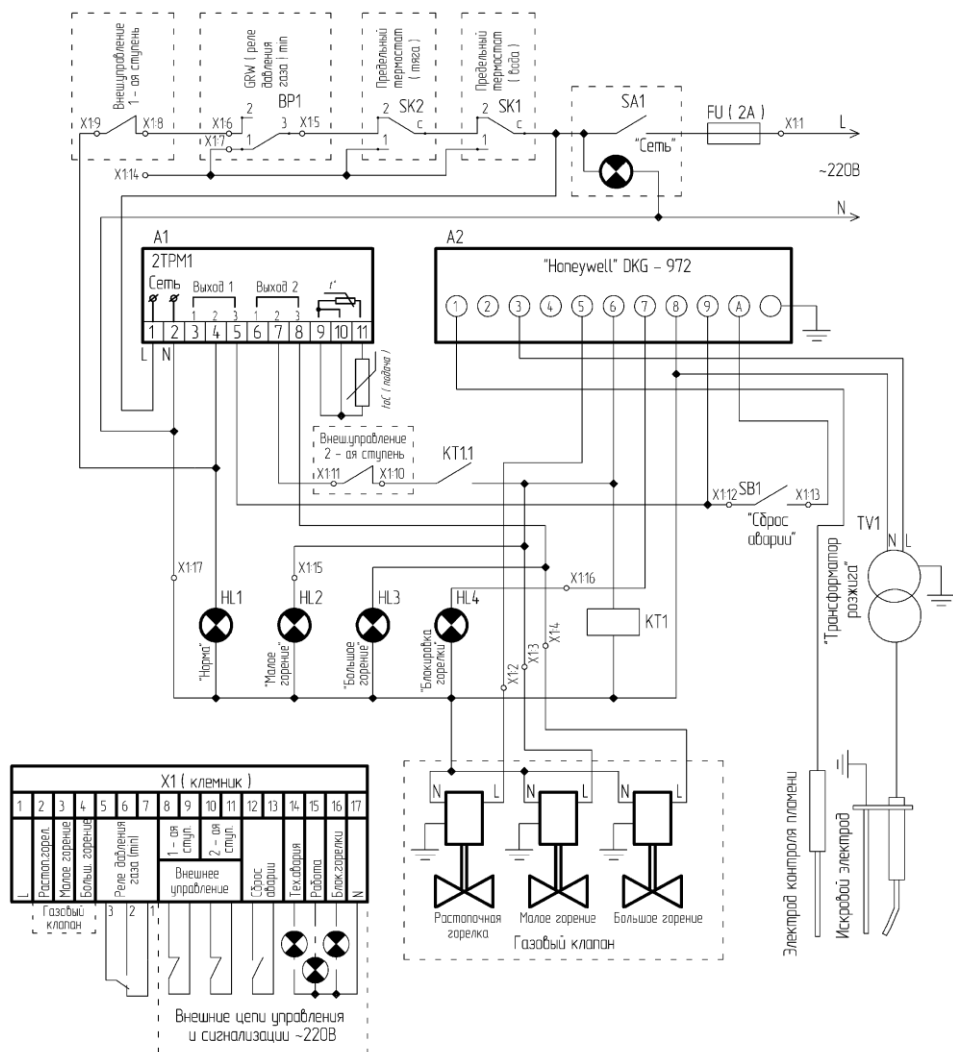 Внеш.управление
1 - ая ступень
GRW ( реле
давления
газа ) min
Предельный
термостат
( тяга )
Предельный
термостат
( вода )
BP1
SK2
SK1
SA1
FU ( 2A )
X1:9
X1:8
X1:6
2
3
X1:5
2
c
2
c
X1:1
L
X1:7
1
1
1
"Сеть"
X1:14
~220В
N
A1
A2
2ТРМ1
"Honeywell" DKG - 972
Сеть
Выход 1
Выход 2
t°
1 2 3 1 2 3
1 2 3 4 5 6 7 8 9 10 11
1 2 3 4 5 6 7 8 9 A
L N
t°C ( подача )
Внеш.управление
2 - ая ступень
X1:11
X1:10
KT1.1
X1:12
SB1
X1:13
"Сброс
аварии"
TV1
N L
"Трансформатор
розжига"
X1:17
X1:15
X1:16
HL1
HL2
HL3
HL4
KT1
"Норма"
"Малое
горение"
"Большое
горение"
"Блокировка
горелки"
X1:2
X1:3
X1:4
X1 ( клемник )
1 2 3 4 5 6 7 8 9 10 11 12 13 14 15 16 17
L
Растоп.горел.
Малое горение
Больш. горение
Реле давления
газа (min)
1 - ая
ступ.
2 - ая
ступ.
Внешнее
управление
Сброс
аварии
Тех.авария
Работа
Блок.горелки
N
Газовый
клапан
3
2
1
Внешние цепи управления
и сигнализации ~220В
N L N L N L
Растопочная
горелка
Малое горение
Большое горение
Газовый клапан
Электрод контроля пламени
Искровой электрод